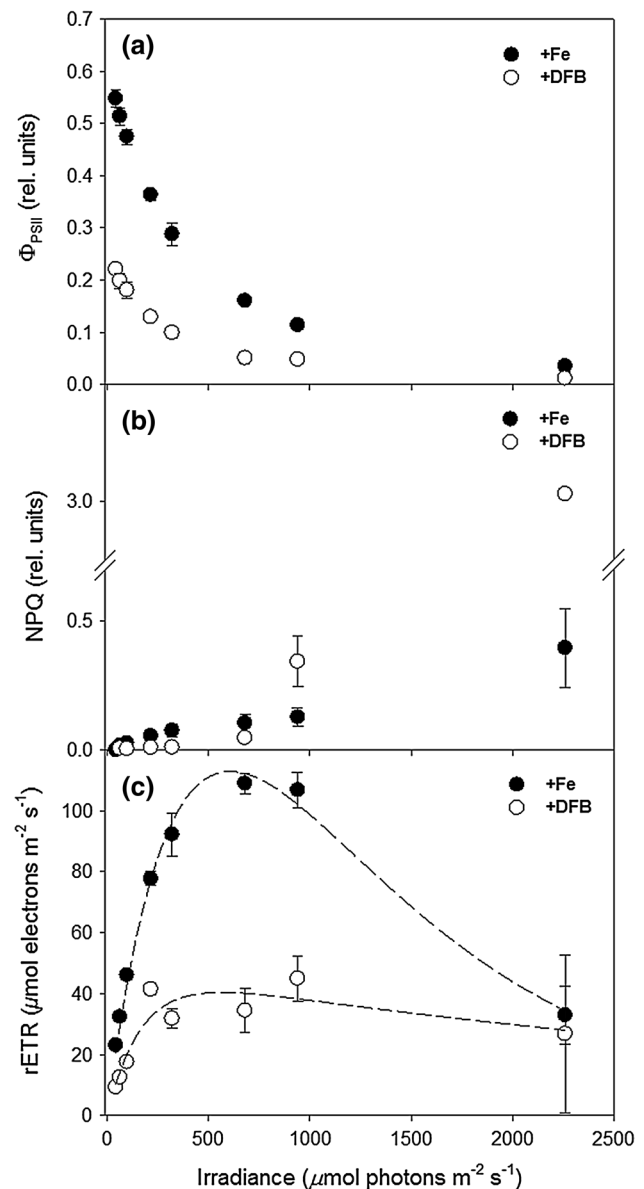 0.7
(a)
+Fe
+DFB
0.6
0.5
0.4
0.3
0.2
0.1
0.0
Φ_PSII (rel. units)
(b)
+Fe
+DFB
3.0
0.5
0.0
NPQ (rel. units)
(c)
+Fe
+DFB
100
80
60
40
20
0
rETR (μmol electrons m⁻² s⁻¹)
0 500 1000 1500 2000 2500
Irradiance (μmol photons m⁻² s⁻¹)